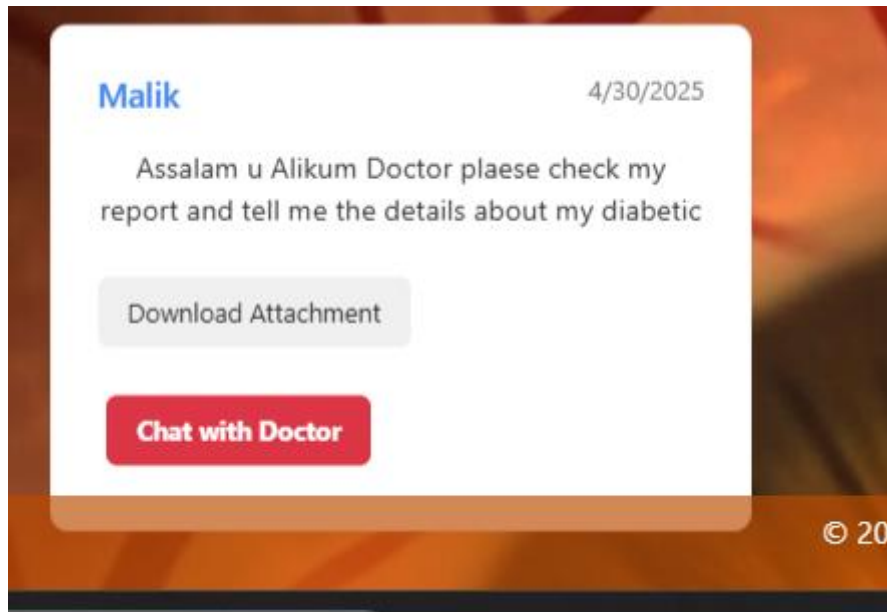 Malik
4/30/2025
Assalam u Alikum Doctor plaese check my
report and tell me the details about my diabetic
Download Attachment
Chat with Doctor
© 20